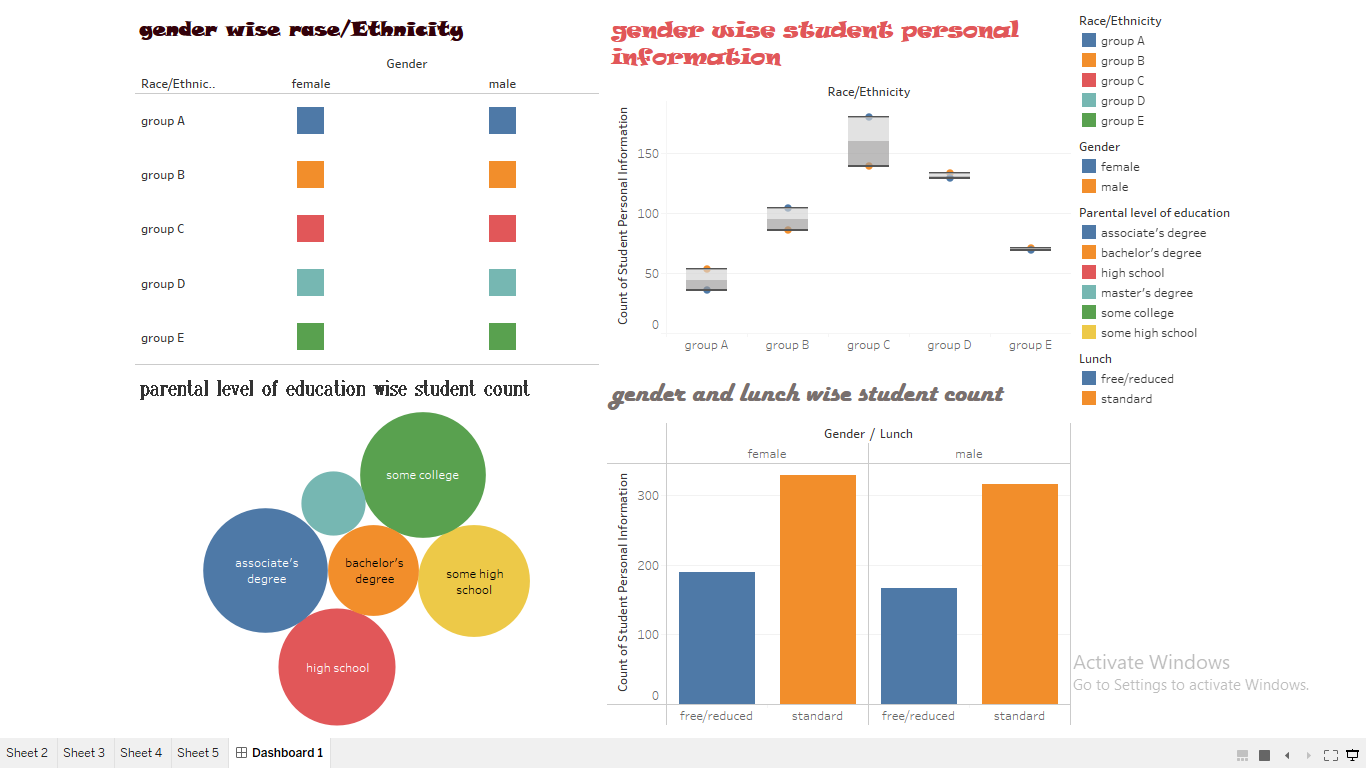 gender wise rase/Ethnicity
Gender
Race/Ethnic..
female
male
group A
group B
group C
group D
group E
gender wise student personal
information
Race/Ethnicity
Count of Student Personal Information
150
100
50
0
group A
group B
group C
group D
group E
Race/Ethnicity
group A
group B
group C
group D
group E
Gender
female
male
Parental level of education
associate's degree
bachelor's degree
high school
master's degree
some college
some high school
Lunch
free/reduced
standard
parental level of education wise student count
some college
associate's
degree
bachelor's
degree
some high
school
high school
gender and lunch wise student count
Gender / Lunch
female
male
Count of Student Personal Information
300
200
100
0
free/reduced
standard
free/reduced
standard
Activate Windows
Go to Settings to activate Windows.
Sheet 2
Sheet 3
Sheet 4
Sheet 5
Dashboard 1